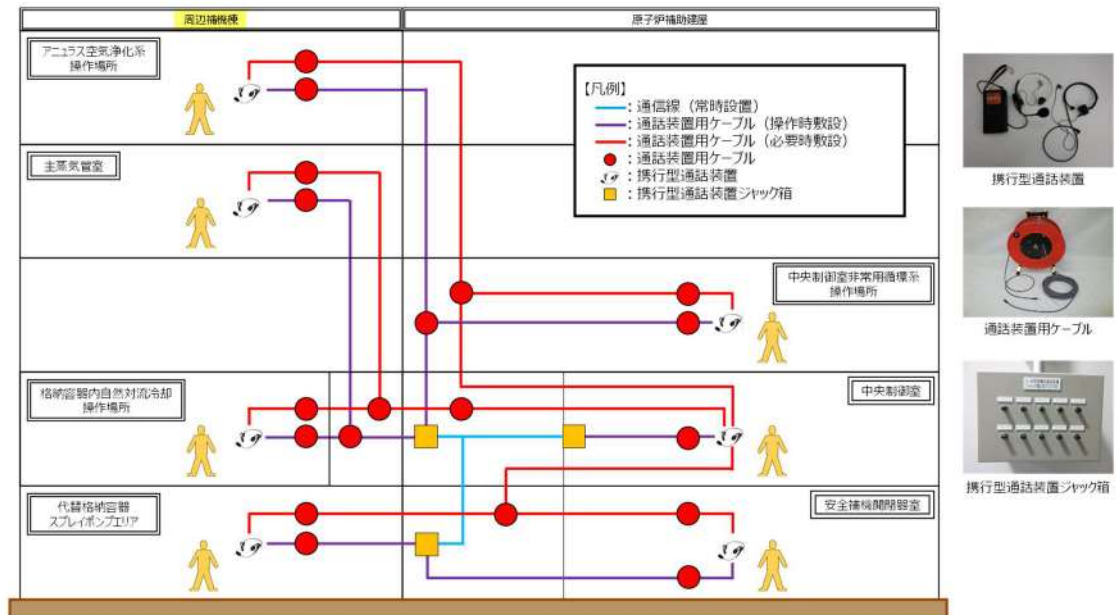 周辺補機棟
原子炉補助建屋
アニュラス空気浄化系
操作場所
【凡例】
：通信線（常時設置）
：通話装置用ケーブル（操作時敷設）
：通話装置用ケーブル（必要時敷設）
：通話装置用ケーブル
：携行型通話装置
：携行型通話装置ジャック箱
主蒸気管室
中央制御室非常用循環系
操作場所
格納容器内自然対流冷却
操作場所
中央制御室
代替格納容器
スプレイポンプエリア
安全補機開閉器室
携行型通話装置
通話装置用ケーブル
携行型通話装置ジャック箱